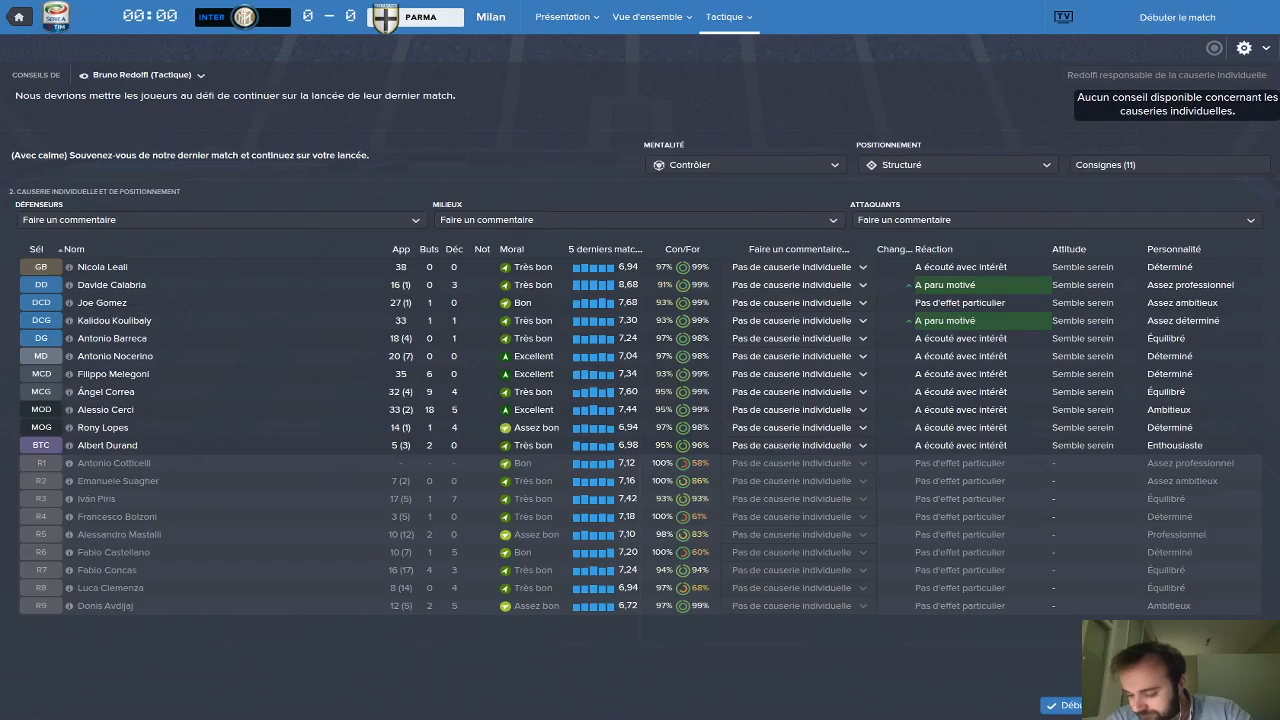 00:00 INTER 0 – 0 PARMA Milan Présentation Vue d'ensemble Tactique TV Débuter le match
SERIE A TIM
CONSEILS DE Bruno Redolfi (Tactique) Redolfi responsable de la causerie individuelle
Nous devrions mettre les joueurs au défi de continuer sur la lancée de leur dernier match.
Aucun conseil disponible concernant les causeries individuelles.
MENTALITÉ POSITIONNEMENT
(Avec calme) Souvenez-vous de notre dernier match et continuez sur votre lancée.
Contrôler Structuré Consignes (11)
2. CAUSERIE INDIVIDUELLE ET DE POSITIONNEMENT
DÉFENSEURS MILIEUX ATTAQUANTS
Faire un commentaire Faire un commentaire Faire un commentaire
Sél Nom App Buts Déc Not Moral 5 derniers matc... Con/For Faire un commentaire... Chang... Réaction Attitude Personnalité
GB Nicola Leali 38 0 0 Très bon 6,94 97% 99% Pas de causerie individuelle A écouté avec intérêt Semble serein Déterminé
DD Davide Calabria 16 (1) 0 3 Très bon 8,68 91% 99% Pas de causerie individuelle A paru motivé Semble serein Assez professionnel
DCD Joe Gomez 27 (1) 1 0 Bon 7,68 93% 99% Pas de causerie individuelle Pas d'effet particulier Semble serein Assez ambitieux
DCG Kalidou Koulibaly 33 1 1 Très bon 7,30 93% 99% Pas de causerie individuelle A paru motivé Semble serein Assez déterminé
DG Antonio Barreca 18 (4) 0 1 Très bon 7,24 97% 98% Pas de causerie individuelle A écouté avec intérêt Semble serein Équilibré
MD Antonio Nocerino 20 (7) 0 0 Excellent 7,04 97% 98% Pas de causerie individuelle A écouté avec intérêt Semble serein Déterminé
MCD Filippo Melegoni 35 6 0 Excellent 7,34 93% 99% Pas de causerie individuelle A écouté avec intérêt Semble serein Déterminé
MCG Ángel Correa 32 (4) 9 4 Très bon 7,60 95% 99% Pas de causerie individuelle A écouté avec intérêt Semble serein Équilibré
MOD Alessio Cerci 33 (2) 18 5 Excellent 7,44 95% 99% Pas de causerie individuelle A écouté avec intérêt Semble serein Ambitieux
MOG Rony Lopes 14 (1) 1 4 Assez bon 6,94 97% 98% Pas de causerie individuelle A écouté avec intérêt Semble serein Déterminé
BTC Albert Durand 5 (3) 2 0 Très bon 6,98 95% 96% Pas de causerie individuelle A écouté avec intérêt Semble serein Enthousiaste
R1 Antonio Cotticelli - - - Bon 7,12 100% 58% Pas de causerie individuelle Pas d'effet particulier - Assez professionnel
R2 Emanuele Suagher 7 (2) 0 0 Très bon 7,16 100% 86% Pas de causerie individuelle Pas d'effet particulier - Assez ambitieux
R3 Iván Piris 17 (5) 1 7 Très bon 7,42 93% 93% Pas de causerie individuelle Pas d'effet particulier - Équilibré
R4 Francesco Bolzoni 3 (5) 1 0 Très bon 7,18 100% 61% Pas de causerie individuelle Pas d'effet particulier - Déterminé
R5 Alessandro Mastalli 10 (12) 2 0 Assez bon 7,10 98% 83% Pas de causerie individuelle Pas d'effet particulier - Professionnel
R6 Fabio Castellano 10 (7) 1 5 Bon 7,20 100% 60% Pas de causerie individuelle Pas d'effet particulier - Déterminé
R7 Fabio Concas 16 (17) 4 3 Très bon 7,24 94% 94% Pas de causerie individuelle Pas d'effet particulier - Équilibré
R8 Luca Clemenza 8 (14) 0 4 Très bon 6,94 97% 68% Pas de causerie individuelle Pas d'effet particulier - Équilibré
R9 Donis Avdijaj 12 (5) 2 5 Assez bon 6,72 97% 99% Pas de causerie individuelle Pas d'effet particulier - Ambitieux
Débu